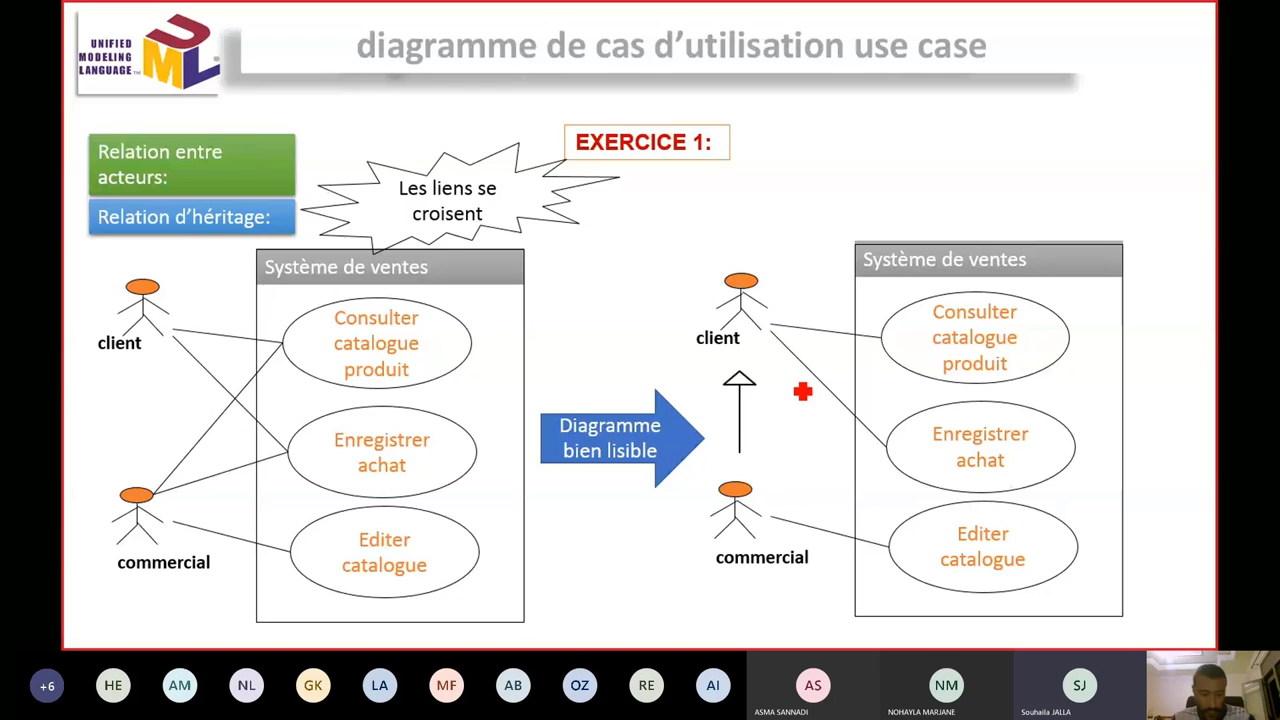 UNIFIED
MODELING
LANGUAGE™
UML®
diagramme de cas d’utilisation use case
EXERCICE 1:
Relation entre
acteurs:
Relation d’héritage:
Les liens se
croisent
Système de ventes
client
Consulter
catalogue
produit
Enregistrer
achat
commercial
Editer
catalogue
Diagramme
bien lisible
Système de ventes
client
Consulter
catalogue
produit
Enregistrer
achat
commercial
Editer
catalogue
+6
HE
AM
NL
GK
LA
MF
AB
OZ
RE
AI
AS
ASMA SANNADI
NM
NOHAYLA MARJANE
SJ
Souhaila JALLA